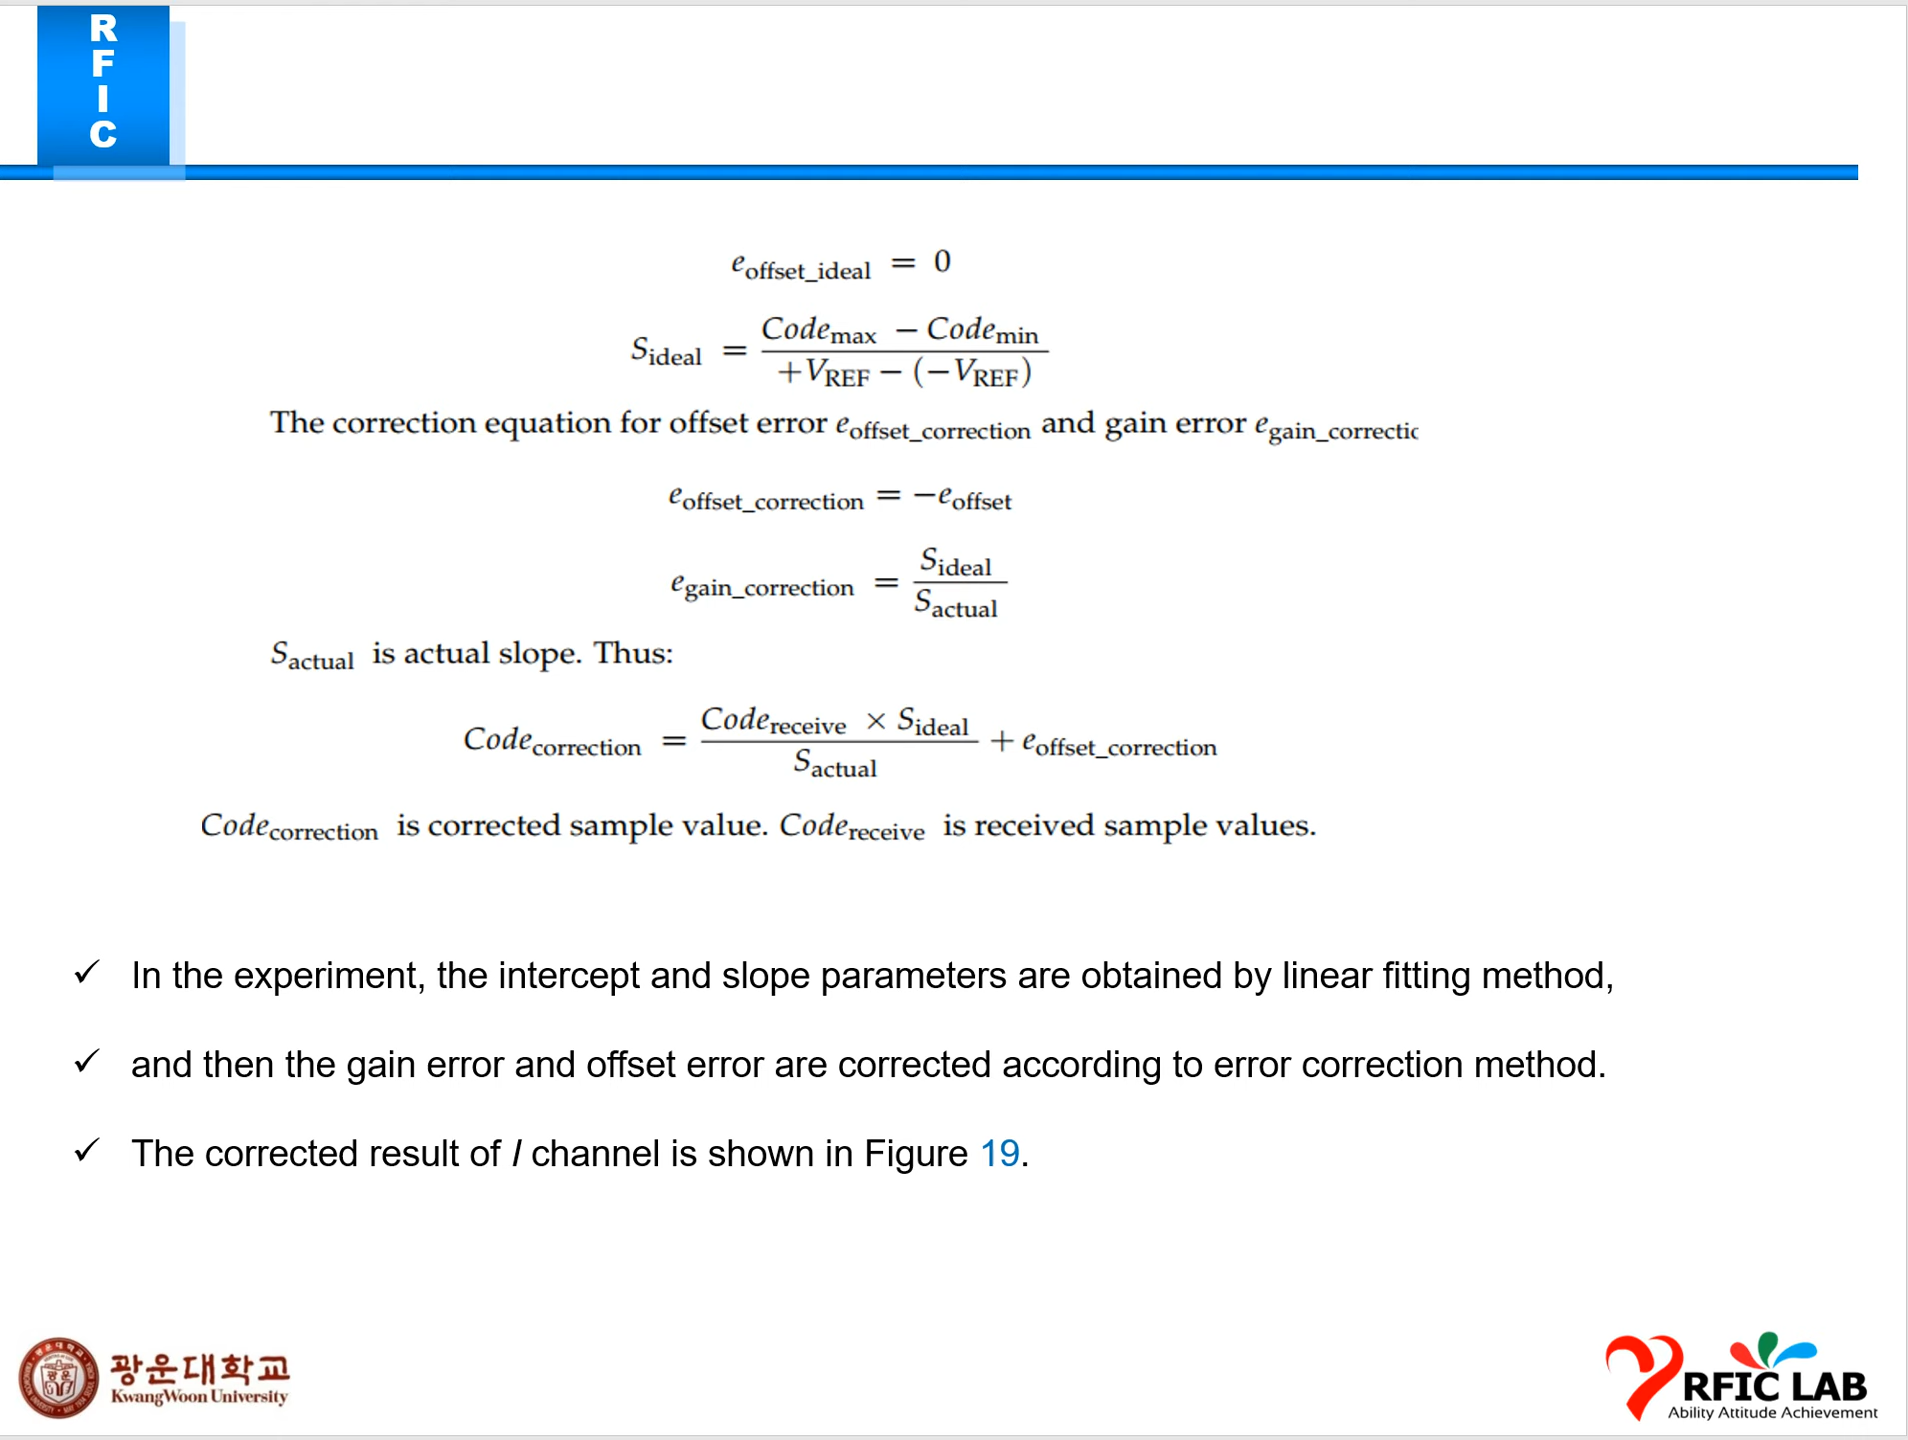 R
F
I
C
e_offset_ideal = 0
S_ideal = (Code_max − Code_min) / (+V_REF − (−V_REF))
The correction equation for offset error e_offset_correction and gain error e_gain_correctic
e_offset_correction = −e_offset
e_gain_correction = S_ideal / S_actual
S_actual is actual slope. Thus:
Code_correction = (Code_receive × S_ideal) / S_actual + e_offset_correction
Code_correction is corrected sample value. Code_receive is received sample values.
✓ In the experiment, the intercept and slope parameters are obtained by linear fitting method,
✓ and then the gain error and offset error are corrected according to error correction method.
✓ The corrected result of I channel is shown in Figure 19.
광운대학교
KwangWoon University
RFIC LAB
Ability Attitude Achievement